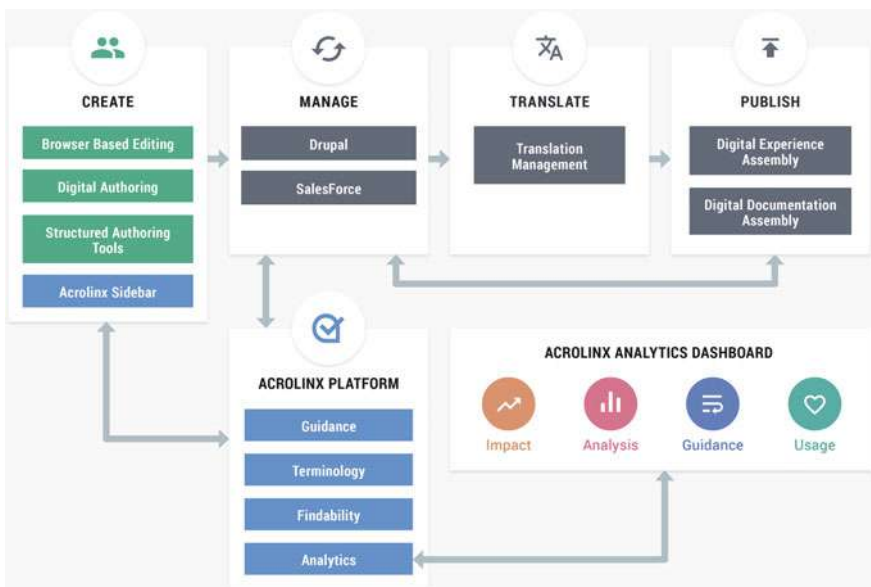 CREATE
Browser Based Editing
Digital Authoring
Structured Authoring
Tools
Acrolinx Sidebar
MANAGE
Drupal
SalesForce
TRANSLATE
Translation
Management
PUBLISH
Digital Experience
Assembly
Digital Documentation
Assembly
ACROLINX PLATFORM
Guidance
Terminology
Findability
Analytics
ACROLINX ANALYTICS DASHBOARD
Impact
Analysis
Guidance
Usage